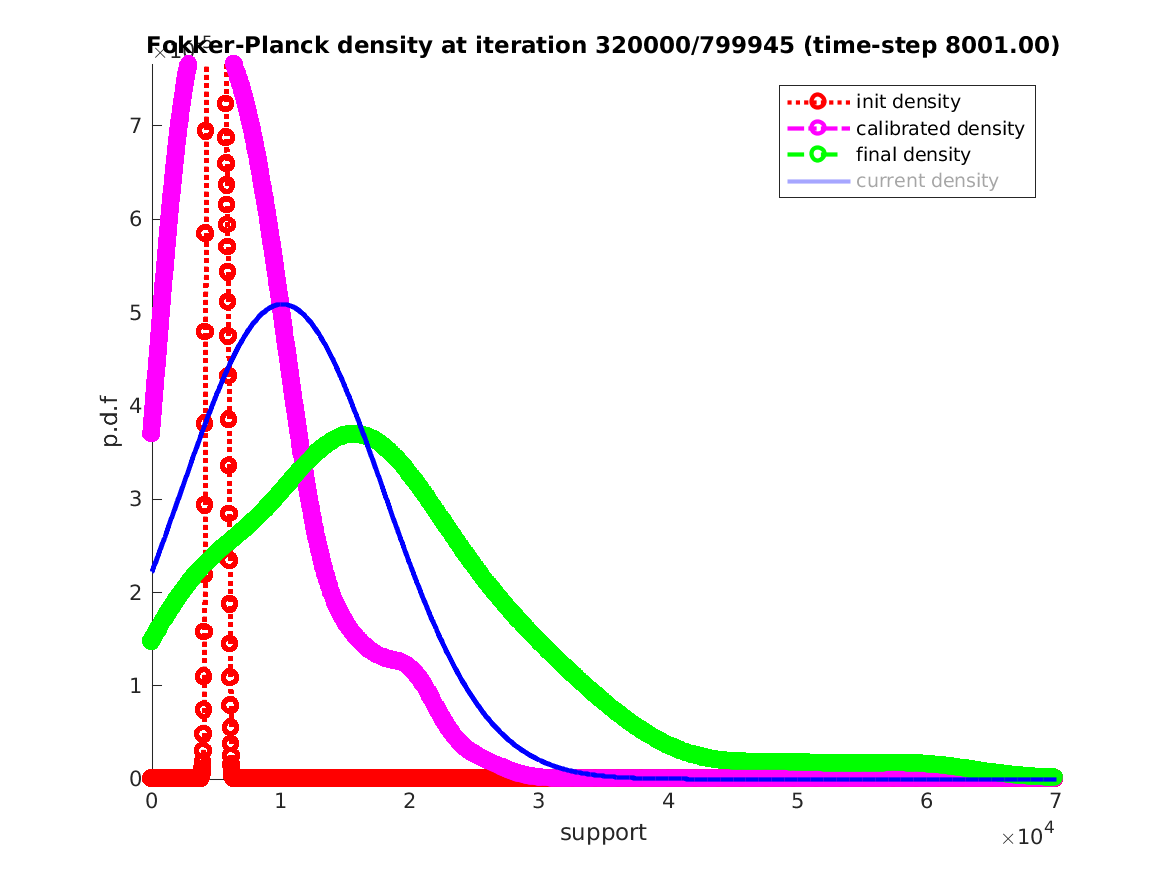 Fokker-Planck density at iteration 320000/799945 (time-step 8001.00)
init density
calibrated density
final density
current density
7
6
5
4
3
2
1
0
p.d.f
0 1 2 3 4 5 6 7
support
×10^4